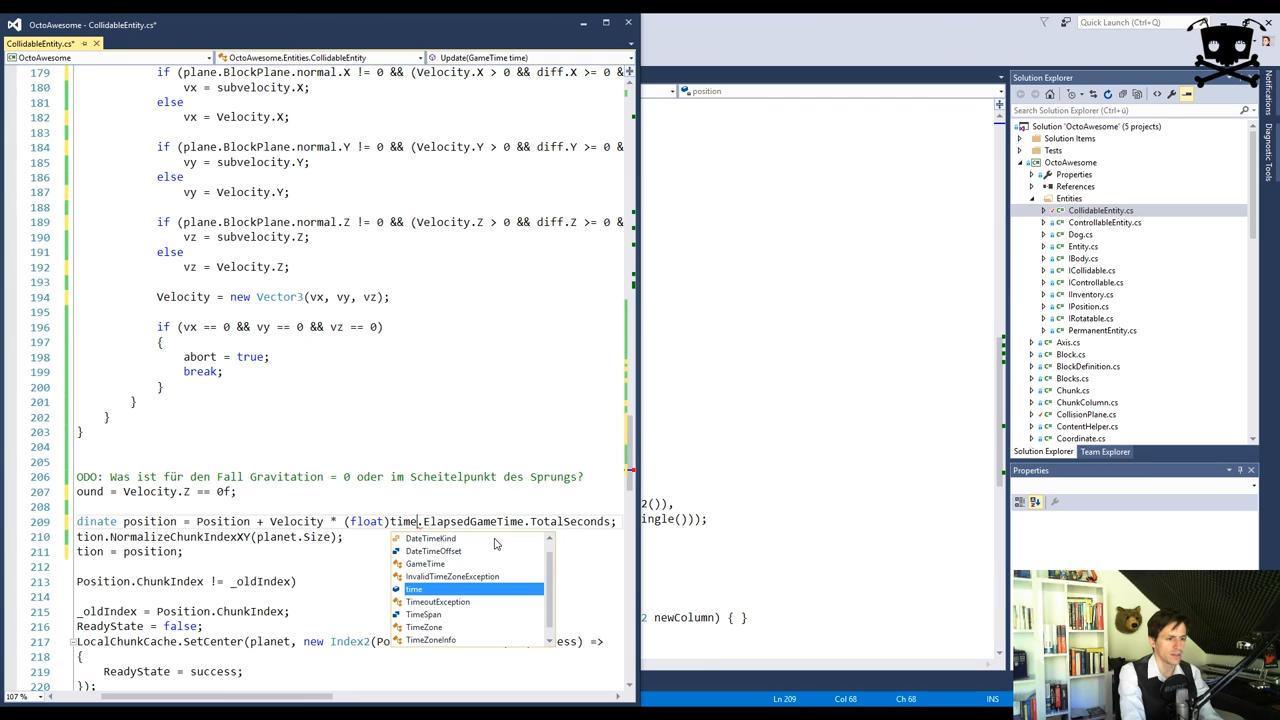 OctoAwesome - CollidableEntity.cs*
Quick Launch (Ctrl+Q)
CollidableEntity.cs*
OctoAwesome
OctoAwesome.Entities.CollidableEntity
Update(GameTime time)
179 if (plane.BlockPlane.normal.X != 0 && (Velocity.X > 0 && diff.X >= 0 &
180 vx = subvelocity.X;
181 else
182 vx = Velocity.X;
183
184 if (plane.BlockPlane.normal.Y != 0 && (Velocity.Y > 0 && diff.Y >= 0 &
185 vy = subvelocity.Y;
186 else
187 vy = Velocity.Y;
188
189 if (plane.BlockPlane.normal.Z != 0 && (Velocity.Z > 0 && diff.Z >= 0 &
190 vz = subvelocity.Z;
191 else
192 vz = Velocity.Z;
193
194 Velocity = new Vector3(vx, vy, vz);
195
196 if (vx == 0 && vy == 0 && vz == 0)
197 {
198 abort = true;
199 break;
200 }
201 }
202 }
203 }
204
205
206 ODO: Was ist für den Fall Gravitation = 0 oder im Scheitelpunkt des Sprungs?
207 ound = Velocity.Z == 0f;
208
209 dinate position = Position + Velocity * (float)time.ElapsedGameTime.TotalSeconds;
210 tion.NormalizeChunkIndexXY(planet.Size);
211 tion = position;
212
213 Position.ChunkIndex != _oldIndex)
214
215 _oldIndex = Position.ChunkIndex;
216 ReadyState = false;
217 LocalChunkCache.SetCenter(planet, new Index2(Po
ess) =>
218 {
219 ReadyState = success;
220 });
DateTimeKind
DateTimeOffset
GameTime
InvalidTimeZoneException
time
TimeoutException
TimeSpan
TimeZone
TimeZoneInfo
107 %
position
2()),
ingle()));
2 newColumn) { }
Ln 209
Col 68
Ch 68
INS
Solution Explorer
Search Solution Explorer (Ctrl+ü)
Solution 'OctoAwesome' (5 projects)
Solution Items
Tests
OctoAwesome
Properties
References
Entities
CollidableEntity.cs
ControllableEntity.cs
Dog.cs
Entity.cs
IBody.cs
ICollidable.cs
IControllable.cs
IInventory.cs
IPosition.cs
IRotatable.cs
PermanentEntity.cs
Axis.cs
Block.cs
BlockDefinition.cs
Blocks.cs
Chunk.cs
ChunkColumn.cs
CollisionPlane.cs
ContentHelper.cs
Coordinate.cs
Solution Explorer
Team Explorer
Properties
Notifications
Diagnostic Tools